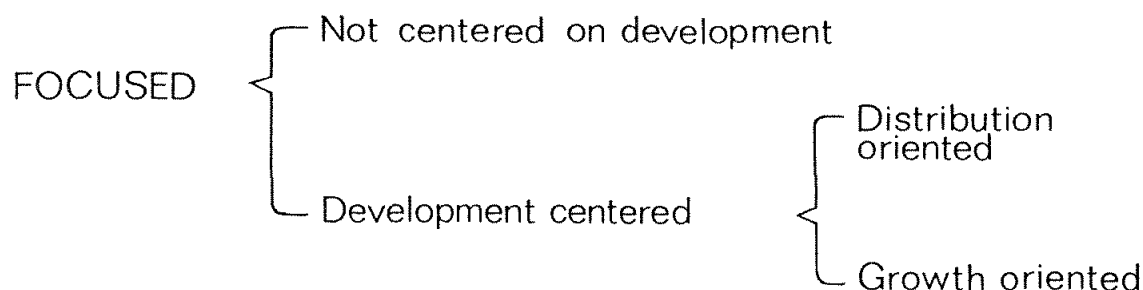 Not centered on development
FOCUSED
Distribution
oriented
Development centered
Growth oriented